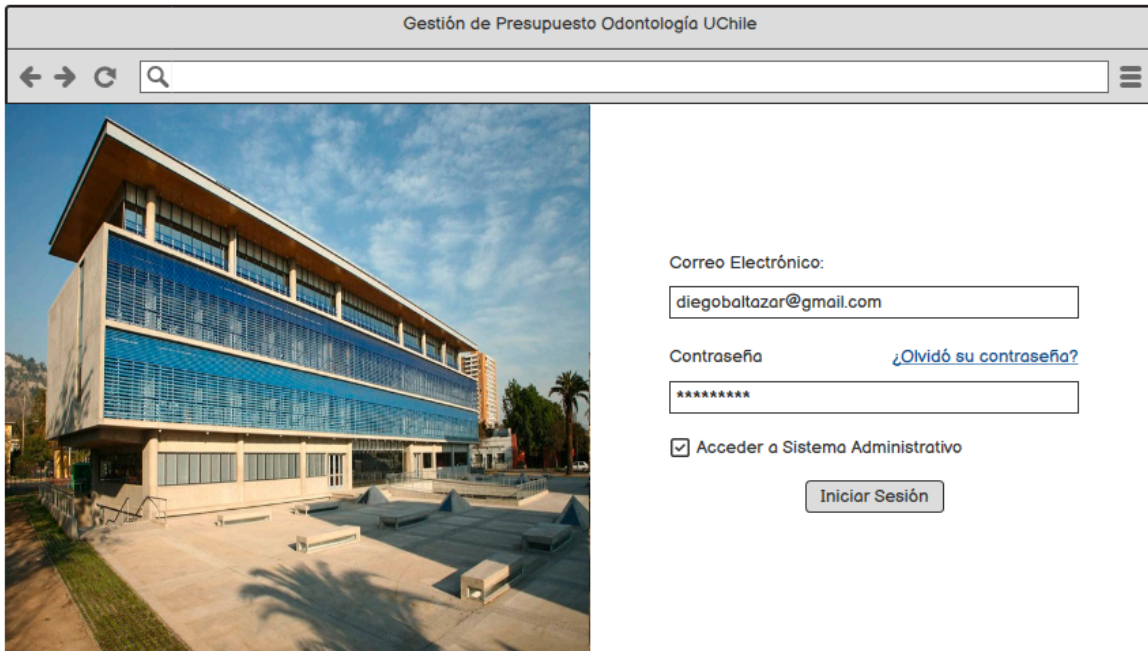 Gestión de Presupuesto Odontología UChile
Correo Electrónico:
diegobaltazar@gmail.com
Contraseña ¿Olvidó su contraseña?
*********
Acceder a Sistema Administrativo
Iniciar Sesión